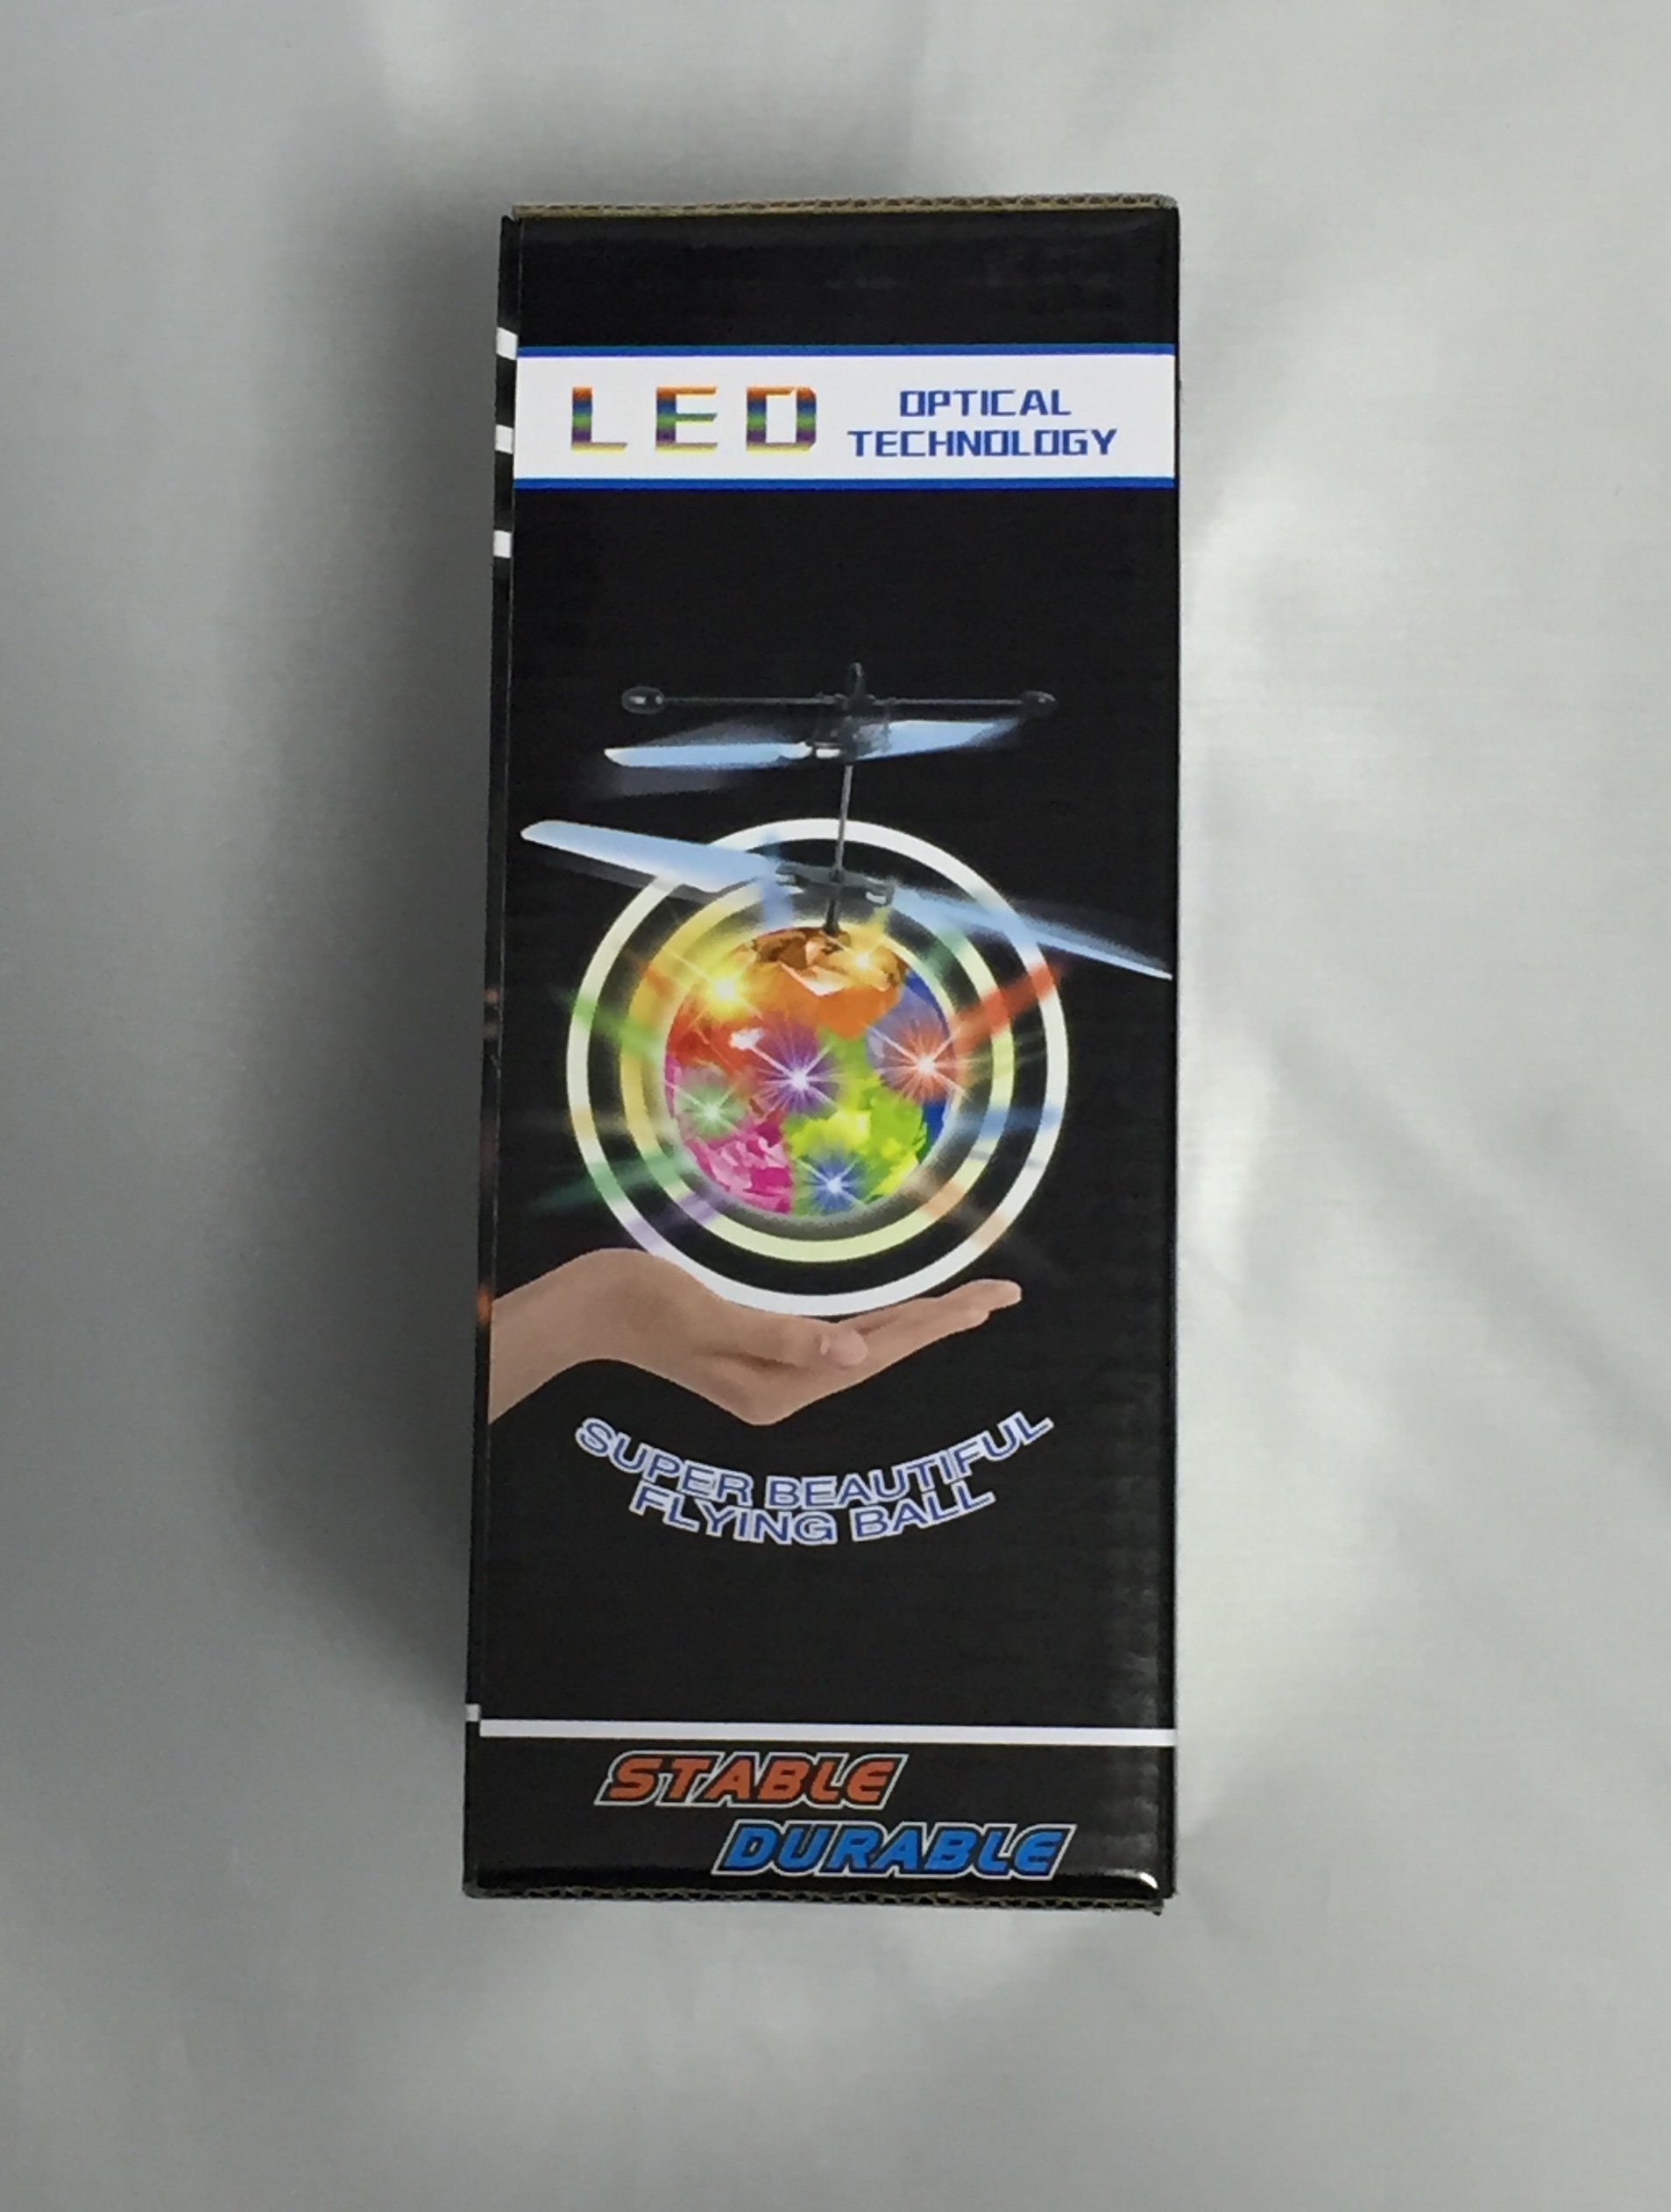 LED
OPTICAL
TECHNOLOGY
SUPER BEAUTIFUL
FLYING BALL
STABLE
DURABLE